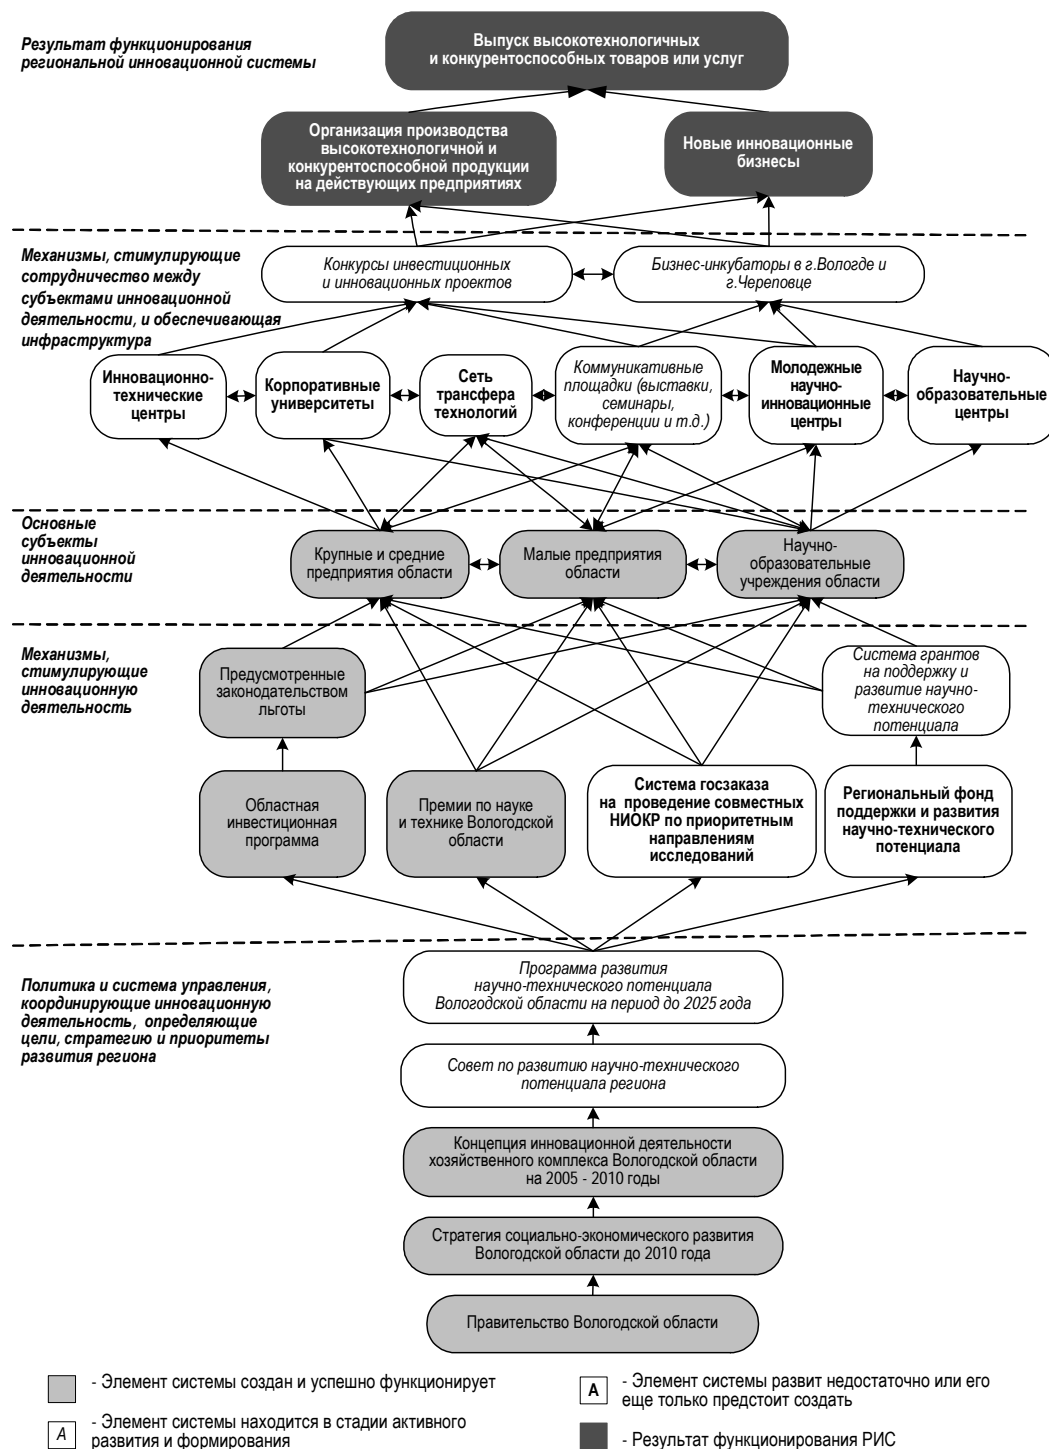 Результат функционирования
региональной инновационной системы
Выпуск высокотехнологичных
и конкурентоспособных товаров или услуг
Организация производства
высокотехнологичной и
конкурентоспособной продукции
на действующих предприятиях
Новые инновационные
бизнесы
Механизмы, стимулирующие
сотрудничество между
субъектами инновационной
деятельности, и обеспечивающая
инфраструктура
Конкурсы инвестиционных
и инновационных проектов
Бизнес-инкубаторы в г.Вологде и
г.Череповце
Инновационно-
технические
центры
Корпоративные
университеты
Сеть
трансфера
технологий
Коммуникативные
площадки (выставки,
семинары,
конференции и т.д.)
Молодежные
научно-
инновационные
центры
Научно-
образовательные
центры
Основные
субъекты
инновационной
деятельности
Крупные и средние
предприятия области
Малые предприятия
области
Научно-
образовательные
учреждения области
Механизмы,
стимулирующие
инновационную
деятельность
Предусмотренные
законодательством
льготы
Система грантов
на поддержку и
развитие научно-
технического
потенциала
Областная
инвестиционная
программа
Премии по науке
и технике Вологодской
области
Система госзаказа
на проведение совместных
НИОКР по приоритетным
направлениям
исследований
Региональный фонд
поддержки и развития
научно-технического
потенциала
Политика и система управления,
координирующие инновационную
деятельность, определяющие
цели, стратегию и приоритеты
развития региона
Программа развития
научно-технического потенциала
Вологодской области на период до 2025 года
Совет по развитию научно-технического
потенциала региона
Концепция инновационной деятельности
хозяйственного комплекса Вологодской области
на 2005 - 2010 годы
Стратегия социально-экономического развития
Вологодской области до 2010 года
Правительство Вологодской области
- Элемент системы создан и успешно функционирует
А - Элемент системы находится в стадии активного
развития и формирования
А - Элемент системы развит недостаточно или его
еще только предстоит создать
- Результат функционирования РИС